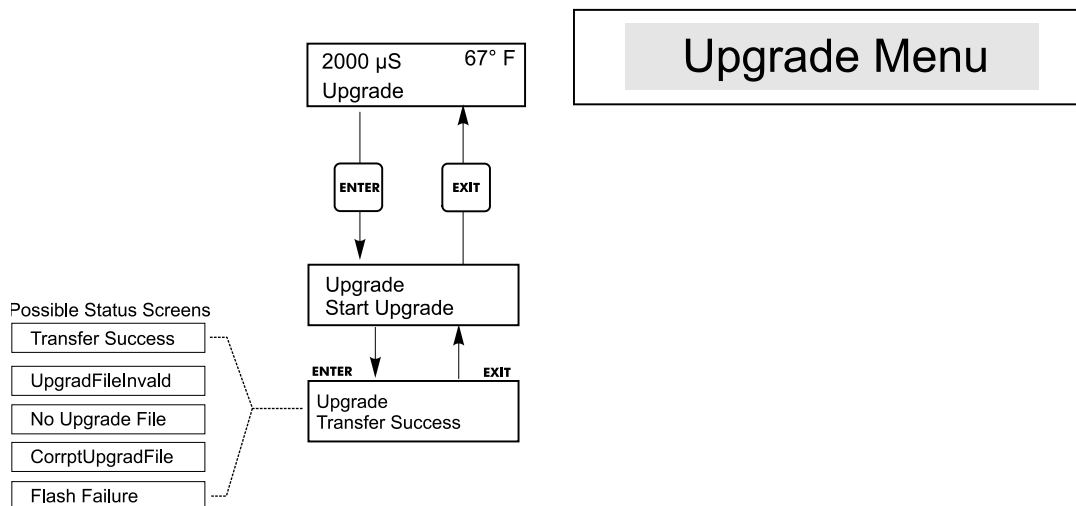 Upgrade Menu
2000 µS 67° F
Upgrade
ENTER EXIT
Upgrade
Start Upgrade
Possible Status Screens
Transfer Success
UpgradFileInvald
No Upgrade File
CorrptUpgradFile
Flash Failure
ENTER EXIT
Upgrade
Transfer Success